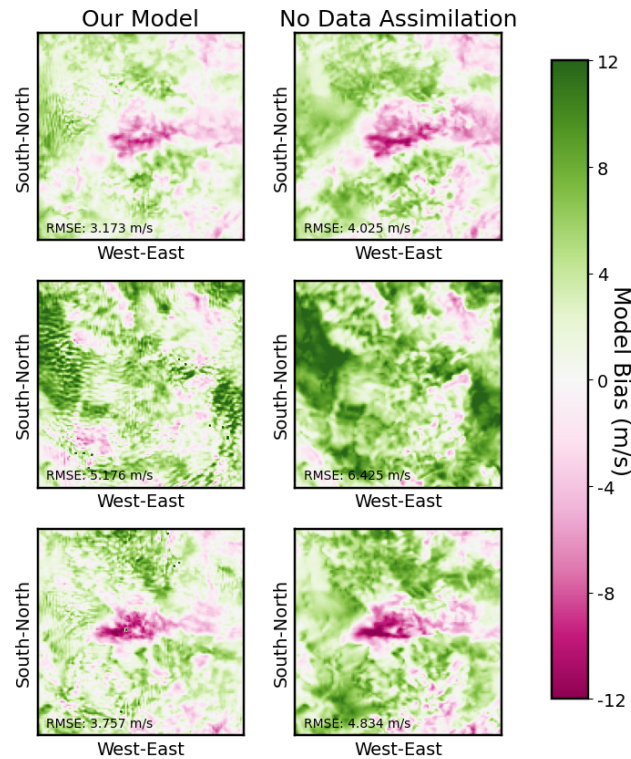 Our Model
No Data Assimilation
South-North
RMSE: 3.173 m/s
West-East
South-North
RMSE: 4.025 m/s
West-East
South-North
RMSE: 5.176 m/s
West-East
South-North
RMSE: 6.425 m/s
West-East
South-North
RMSE: 3.757 m/s
West-East
South-North
RMSE: 4.834 m/s
West-East
12
8
4
0
-4
-8
-12
Model Bias (m/s)